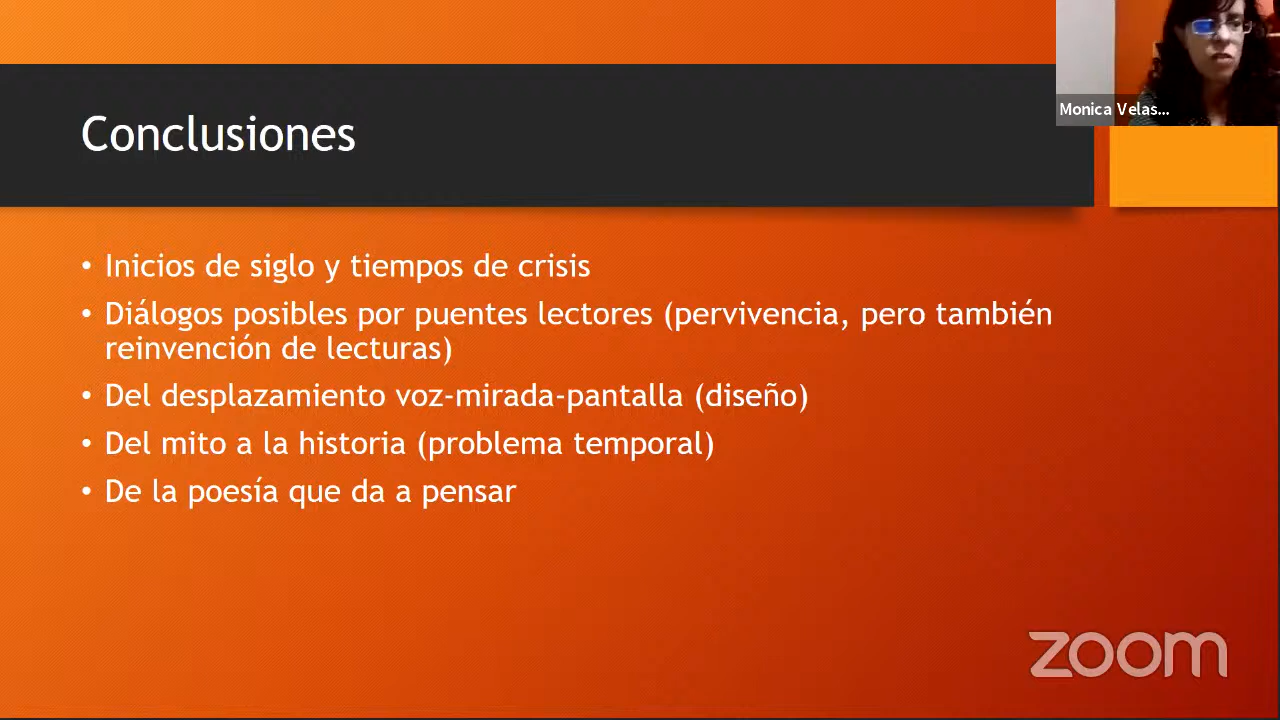 Monica Velas...
Conclusiones
• Inicios de siglo y tiempos de crisis
• Diálogos posibles por puentes lectores (pervivencia, pero también
reinvención de lecturas)
• Del desplazamiento voz-mirada-pantalla (diseño)
• Del mito a la historia (problema temporal)
• De la poesía que da a pensar
zoom